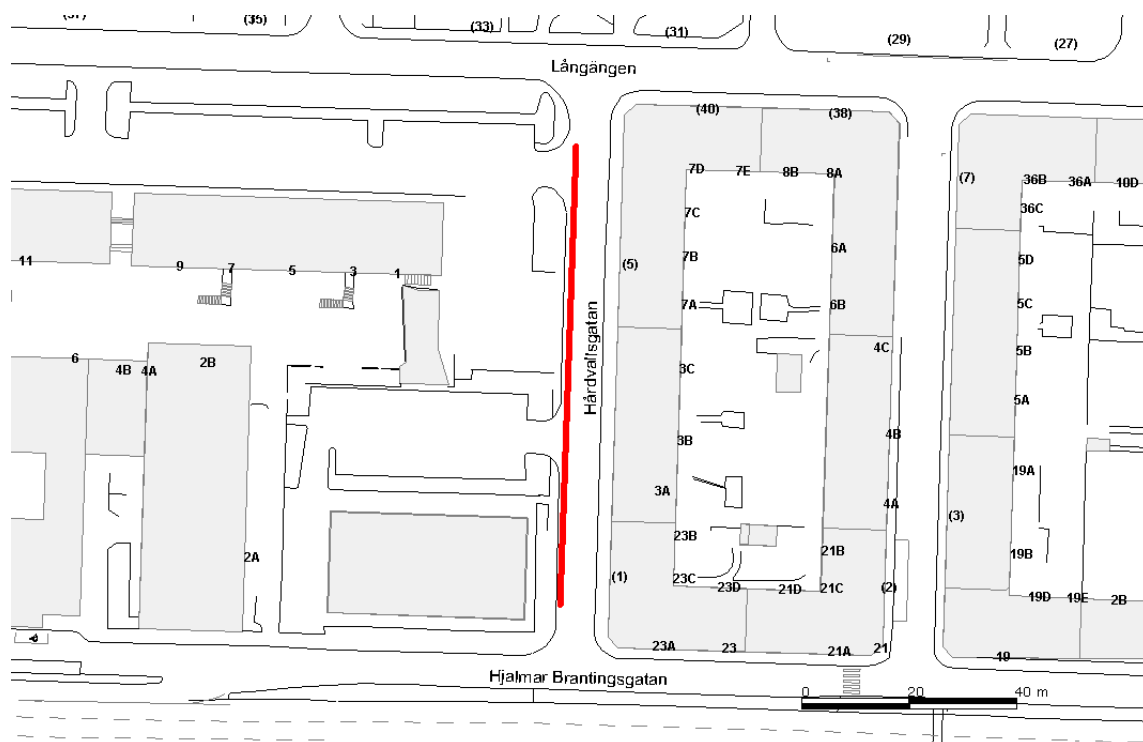 (37)
(35)
(33)
(31)
(29)
(27)
Långängen
(40)
(38)
7D
7E
8B
8A
(7)
36B
36A
10D
7C
36C
6A
11
9
7
5
3
1
(5)
7B
5D
7A
6B
5C
Hårdvallsgatan
4C
5B
6
4B
4A
2B
3C
5A
3B
4B
19A
3A
4A
(3)
23B
21B
19B
2A
(1)
23C
23D
21D
21C
(2)
19D
19E
2B
23A
23
21A
21
19
Hjalmar Brantingsgatan
0 20 40 m